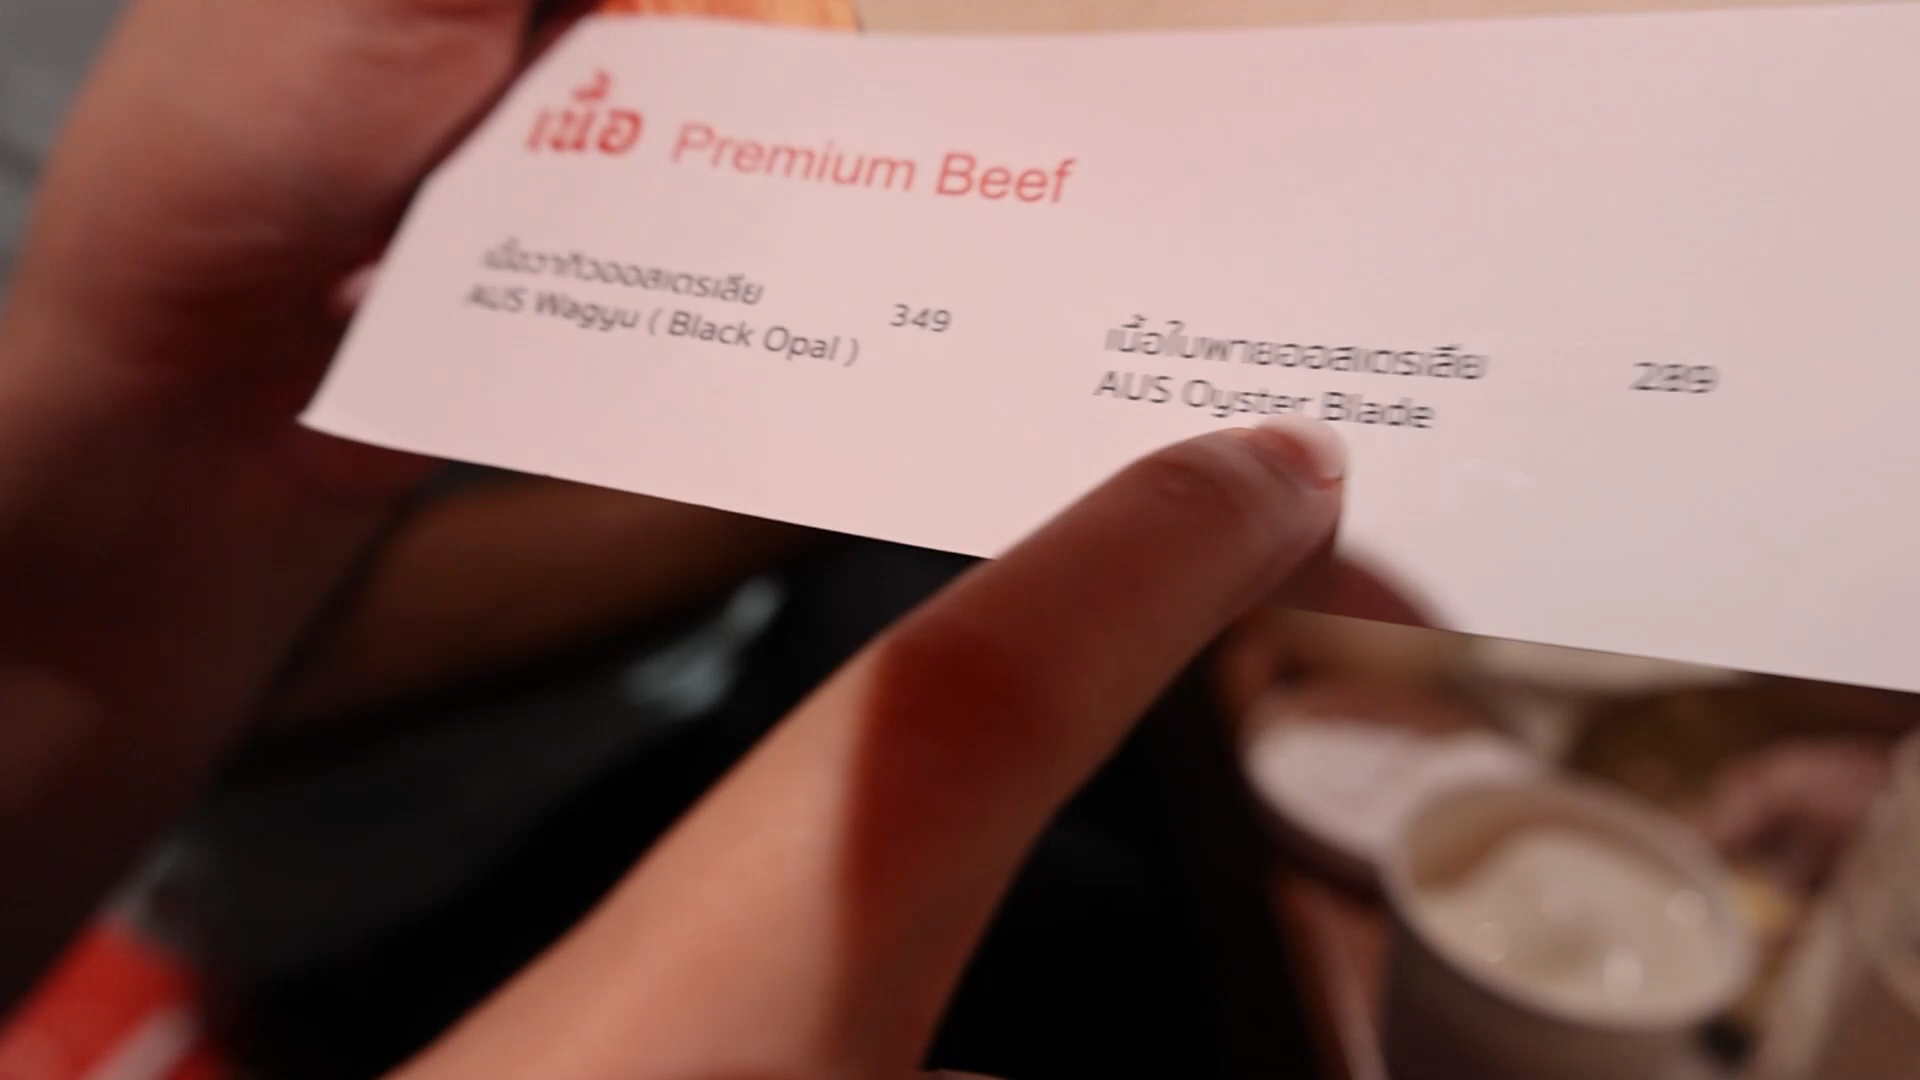 เนื้อ Premium Beef
เนื้อวากิวออสเตรเลีย
AUS Wagyu ( Black Opal )
349
เนื้อใบพายออสเตรเลีย
AUS Oyster Blade
289